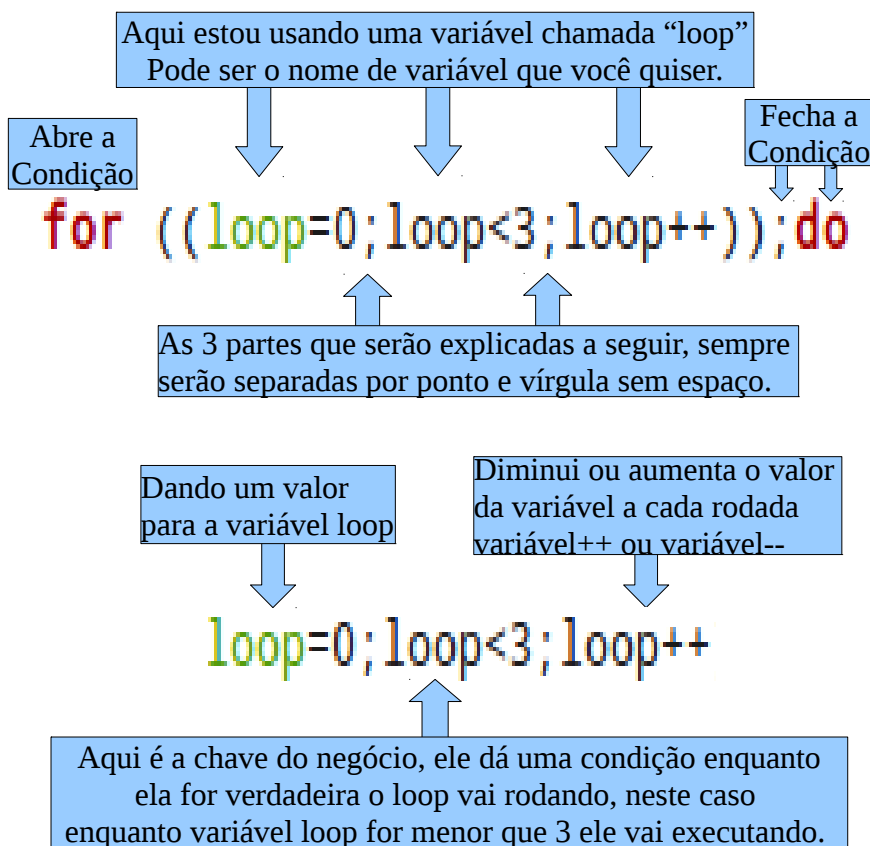 Aqui estou usando uma variável chamada “loop”
Pode ser o nome de variável que você quiser.
Abre a
Condição
Fecha a
Condição
for ((loop=0;loop<3;loop++));do
As 3 partes que serão explicadas a seguir, sempre
serão separadas por ponto e vírgula sem espaço.
Dando um valor
para a variável loop
Diminui ou aumenta o valor
da variável a cada rodada
variável++ ou variável--
loop=0;loop<3;loop++
Aqui é a chave do negócio, ele dá uma condição enquanto
ela for verdadeira o loop vai rodando, neste caso
enquanto variável loop for menor que 3 ele vai executando.